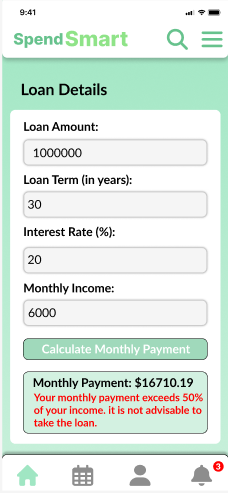 9:41
SpendSmart
Loan Details
Loan Amount:
1000000
Loan Term (in years):
30
Interest Rate (%):
20
Monthly Income:
6000
Calculate Monthly Payment
Monthly Payment: $16710.19
Your monthly payment exceeds 50%
of your income. it is not advisable to
take the loan.
3